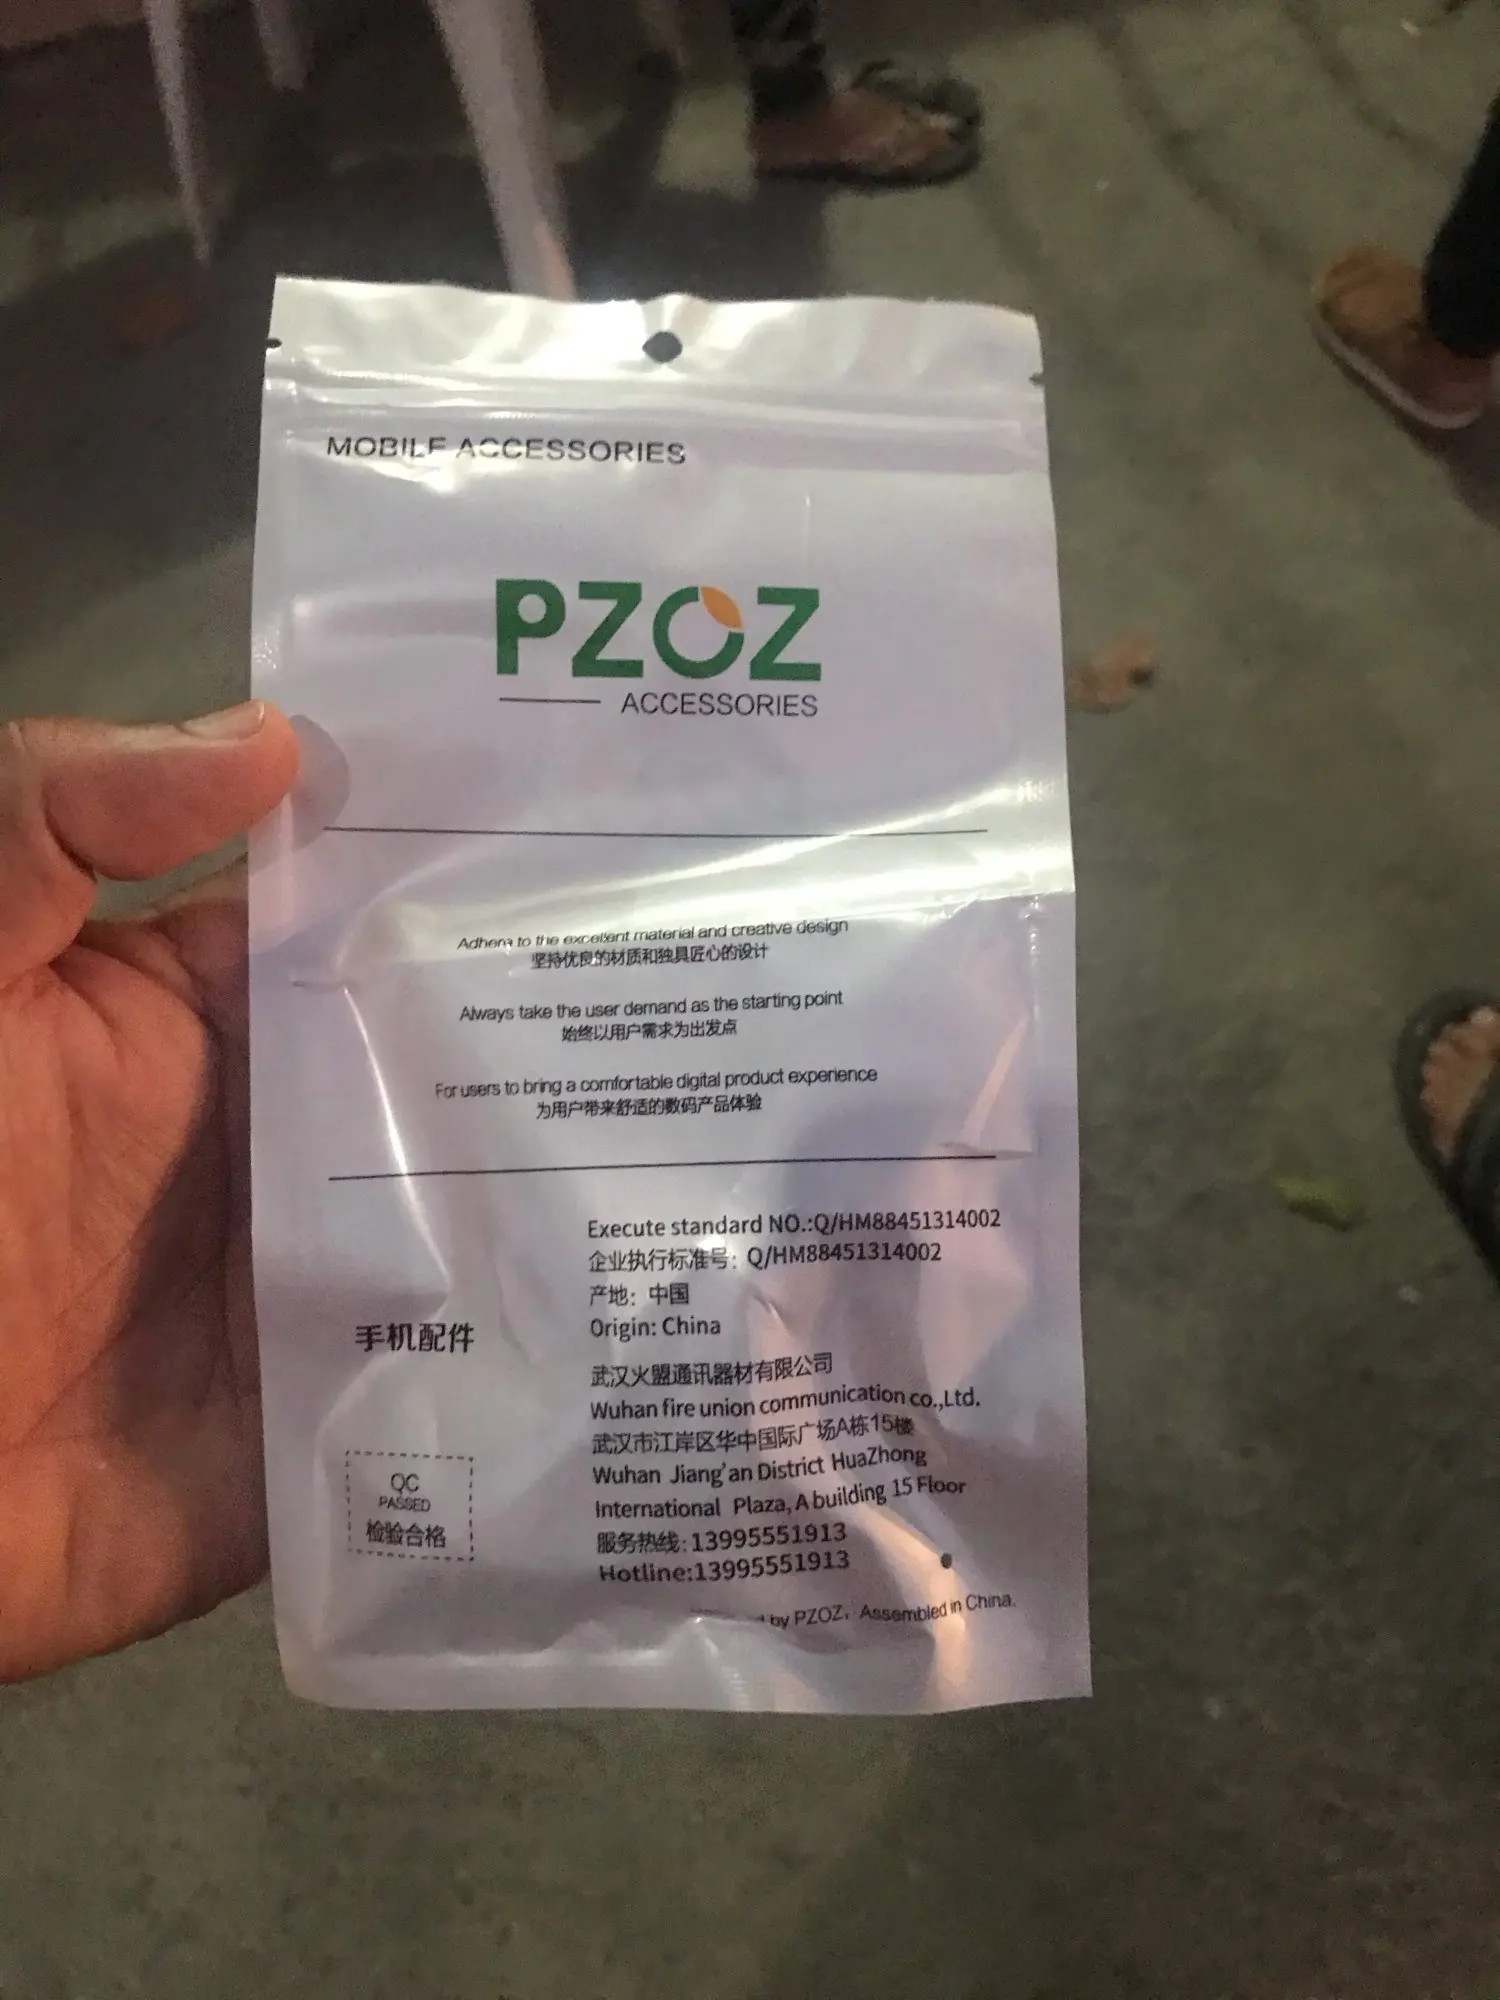 MOBILE ACCESSORIES
PZOZ
ACCESSORIES
Adhere to the excellent material and creative design
坚持优良的材质和独具匠心的设计
Always take the user demand as the starting point
始终以用户需求为出发点
For users to bring a comfortable digital product experience
为用户带来舒适的数码产品体验
Execute standard NO.:Q/HM88451314002
企业执行标准号：Q/HM88451314002
产地：中国
Origin: China
手机配件
武汉火盟通讯器材有限公司
Wuhan fire union communication co.,Ltd.
武汉市江岸区华中国际广场A栋15楼
Wuhan Jiang'an District HuaZhong
International Plaza, A building 15 Floor
服务热线:13995551913
Hotline:13995551913
QC
PASSED
检验合格
by PZOZ, Assembled in China.